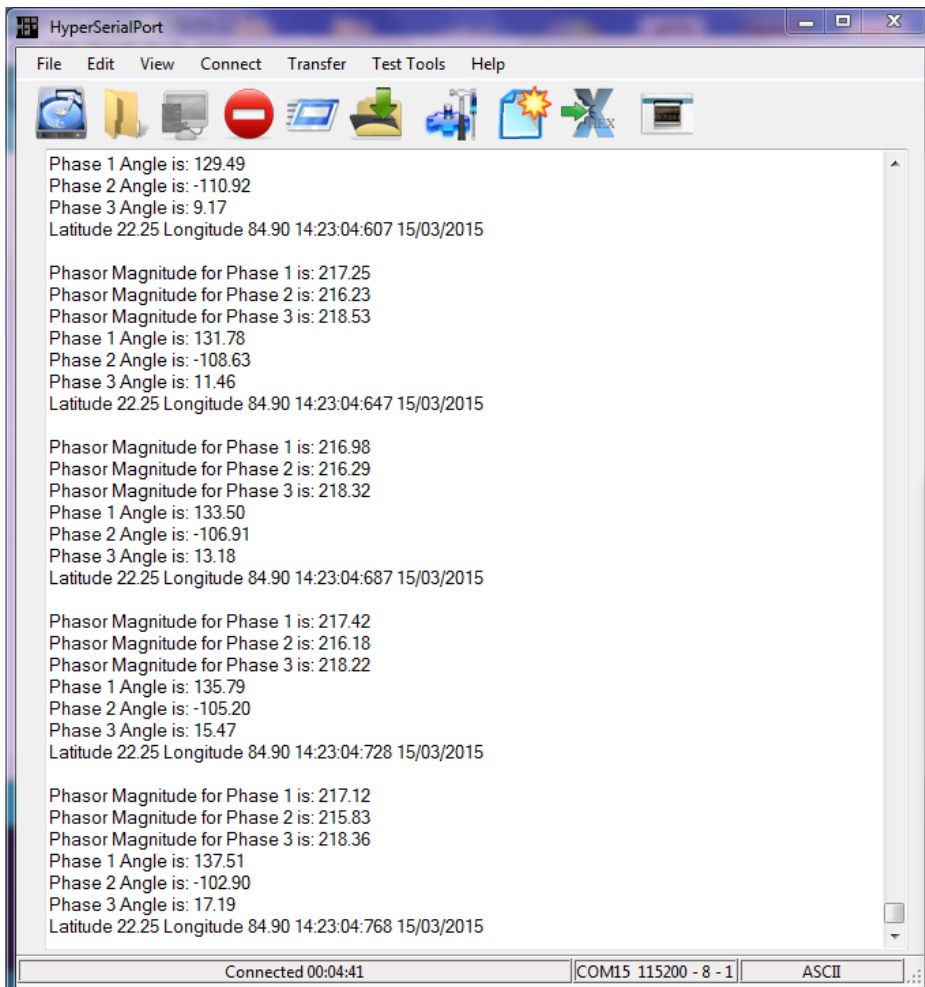 HyperSerialPort
File Edit View Connect Transfer Test Tools Help
HEX
Phase 1 Angle is: 129.49
Phase 2 Angle is: -110.92
Phase 3 Angle is: 9.17
Latitude 22.25 Longitude 84.90 14:23:04:607 15/03/2015
Phasor Magnitude for Phase 1 is: 217.25
Phasor Magnitude for Phase 2 is: 216.23
Phasor Magnitude for Phase 3 is: 218.53
Phase 1 Angle is: 131.78
Phase 2 Angle is: -108.63
Phase 3 Angle is: 11.46
Latitude 22.25 Longitude 84.90 14:23:04:647 15/03/2015
Phasor Magnitude for Phase 1 is: 216.98
Phasor Magnitude for Phase 2 is: 216.29
Phasor Magnitude for Phase 3 is: 218.32
Phase 1 Angle is: 133.50
Phase 2 Angle is: -106.91
Phase 3 Angle is: 13.18
Latitude 22.25 Longitude 84.90 14:23:04:687 15/03/2015
Phasor Magnitude for Phase 1 is: 217.42
Phasor Magnitude for Phase 2 is: 216.18
Phasor Magnitude for Phase 3 is: 218.22
Phase 1 Angle is: 135.79
Phase 2 Angle is: -105.20
Phase 3 Angle is: 15.47
Latitude 22.25 Longitude 84.90 14:23:04:728 15/03/2015
Phasor Magnitude for Phase 1 is: 217.12
Phasor Magnitude for Phase 2 is: 215.83
Phasor Magnitude for Phase 3 is: 218.36
Phase 1 Angle is: 137.51
Phase 2 Angle is: -102.90
Phase 3 Angle is: 17.19
Latitude 22.25 Longitude 84.90 14:23:04:768 15/03/2015
Connected 00:04:41 COM15 115200 - 8 - 1 ASCII